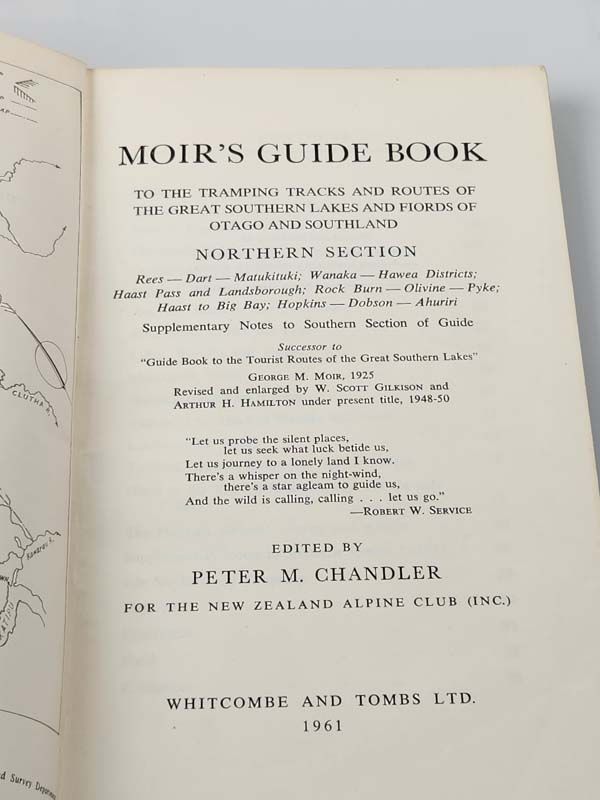 MOIR'S GUIDE BOOK
TO THE TRAMPING TRACKS AND ROUTES OF
THE GREAT SOUTHERN LAKES AND FIORDS OF
OTAGO AND SOUTHLAND
NORTHERN SECTION
Rees — Dart — Matukituki; Wanaka — Hawea Districts;
Haast Pass and Landsborough; Rock Burn — Olivine — Pyke;
Haast to Big Bay; Hopkins — Dobson — Ahuriri
Supplementary Notes to Southern Section of Guide
Successor to
"Guide Book to the Tourist Routes of the Great Southern Lakes"
GEORGE M. MOIR, 1925
Revised and enlarged by W. SCOTT GILKISON and
ARTHUR H. HAMILTON under present title, 1948-50
"Let us probe the silent places,
let us seek what luck betide us,
Let us journey to a lonely land I know.
There's a whisper on the night-wind,
there's a star agleam to guide us,
And the wild is calling, calling . . . let us go."
—ROBERT W. SERVICE
EDITED BY
PETER M. CHANDLER
FOR THE NEW ZEALAND ALPINE CLUB (INC.)
WHITCOMBE AND TOMBS LTD.
1961
CLUTHA R.
Kawarau R.